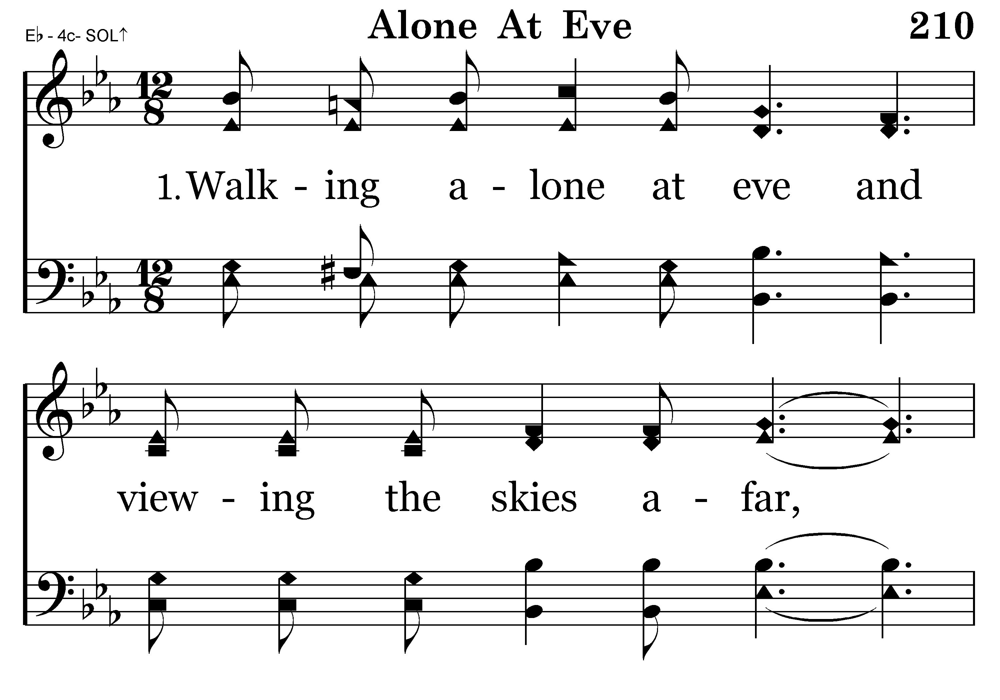 Alone At Eve 210
E♭ - 4c- SOL↑
12
8
1. Walk - ing a - lone at eve and
12
8
view - ing the skies a - far,